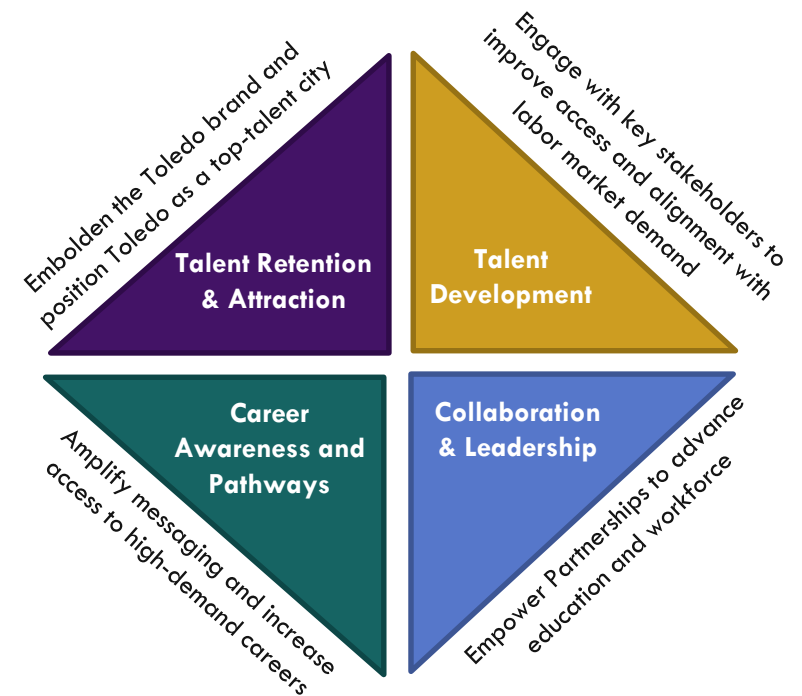 Embolden the Toledo brand and
position Toledo as a top-talent city
Talent Retention
& Attraction
Engage with key stakeholders to
improve access and alignment with
labor market demand
Talent
Development
Career
Awareness and
Pathways
Amplify messaging and increase
access to high-demand careers
Collaboration
& Leadership
Empower Partnerships to advance
education and workforce